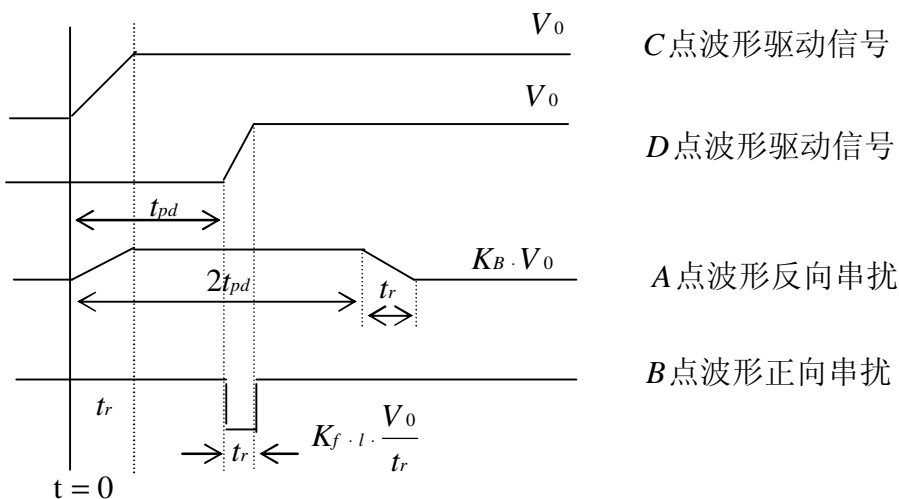 V0
C点波形驱动信号
V0
D点波形驱动信号
tpd
KB · V0
A点波形反向串扰
2tpd
tr
B点波形正向串扰
tr
tr
Kf · l · V0/tr
t = 0